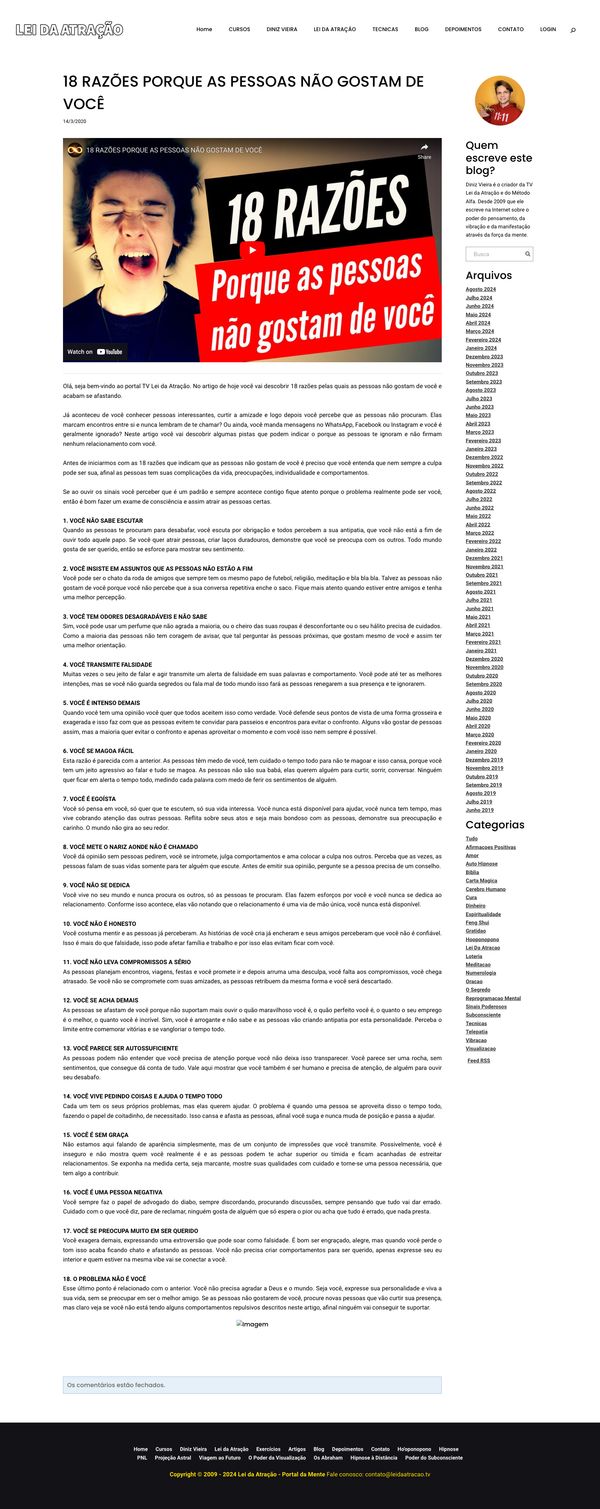 LEI DA ATRAÇÃO
Home CURSOS DINIZ VIEIRA LEI DA ATRAÇÃO TECNICAS BLOG DEPOIMENTOS CONTATO LOGIN
18 RAZÕES PORQUE AS PESSOAS NÃO GOSTAM DE
VOCÊ
14/3/2020
18 RAZÕES PORQUE AS PESSOAS NÃO GOSTAM DE VOCÊ
Share
18 RAZÕES
Porque as pessoas
não gostam de você
Watch on YouTube
Olá, seja bem-vindo ao portal TV Lei da Atração. No artigo de hoje você vai descobrir 18 razões pelas quais as pessoas não gostam de você e
acabam se afastando.
Já aconteceu de você conhecer pessoas interessantes, curtir a amizade e logo depois você percebe que as pessoas não procuram. Elas
marcam encontros entre si e nunca lembram de te chamar? Ou ainda, você manda mensagens no WhatsApp, Facebook ou Instagram e você é
geralmente ignorado? Neste artigo você vai descobrir algumas pistas que podem indicar o porque as pessoas te ignoram e não firmam
nenhum relacionamento com você.
Antes de iniciarmos com as 18 razões que indicam que as pessoas não gostam de você é preciso que você entenda que nem sempre a culpa
pode ser sua, afinal as pessoas tem suas complicações da vida, preocupações, individualidade e comportamentos.
Se ao ouvir os sinais você perceber que é um padrão e sempre acontece contigo fique atento porque o problema realmente pode ser você,
então é bom fazer um exame de consciência e assim atrair as pessoas certas.
1. VOCÊ NÃO SABE ESCUTAR
Quando as pessoas te procuram para desabafar, você escuta por obrigação e todos percebem a sua antipatia, que você não está a fim de
ouvir todo aquele papo. Se você quer atrair pessoas, criar laços duradouros, demonstre que você se preocupa com os outros. Todo mundo
gosta de ser querido, então se esforce para mostrar seu sentimento.
2. VOCÊ INSISTE EM ASSUNTOS QUE AS PESSOAS NÃO ESTÃO A FIM
Você pode ser o chato da roda de amigos que sempre tem os mesmo papo de futebol, religião, meditação e bla bla bla. Talvez as pessoas não
gostam de você porque você não percebe que a sua conversa repetitiva enche o saco. Fique mais atento quando estiver entre amigos e tenha
uma melhor percepção.
3. VOCÊ TEM ODORES DESAGRADÁVEIS E NÃO SABE
Sim, você pode usar um perfume que não agrada a maioria, ou o cheiro das suas roupas é desconfortante ou o seu hálito precisa de cuidados.
Como a maioria das pessoas não tem coragem de avisar, que tal perguntar às pessoas próximas, que gostam mesmo de você e assim ter
uma melhor orientação.
4. VOCÊ TRANSMITE FALSIDADE
Muitas vezes o seu jeito de falar e agir transmite um alerta de falsidade em suas palavras e comportamento. Você pode até ter as melhores
intenções, mas se você não guarda segredos ou fala mal de todo mundo isso fará as pessoas renegarem a sua presença e te ignorarem.
5. VOCÊ É INTENSO DEMAIS
Quando você tem uma opinião você quer que todos aceitem isso como verdade. Você defende seus pontos de vista de uma forma grosseira e
exagerada e isso faz com que as pessoas evitem te convidar para passeios e encontros para evitar o confronto. Alguns vão gostar de pessoas
assim, mas a maioria quer evitar o confronto e apenas aproveitar o momento e com você isso nem sempre é possível.
6. VOCÊ SE MAGOA FÁCIL
Esta razão é parecida com a anterior. As pessoas têm medo de você, tem cuidado o tempo todo para não te magoar e isso cansa, porque você
tem um jeito agressivo ao falar e tudo se magoa. As pessoas não são sua babá, elas querem alguém para curtir, sorrir, conversar. Ninguém
quer ficar em alerta o tempo todo, medindo cada palavra com medo de ferir os sentimento de alguém.
7. VOCÊ É EGOÍSTA
Você só pensa em você, só quer que te escutem, só sua vida interessa. Você nunca está disponível para ajudar, você nunca tem tempo, mas
vive cobrando atenção das outras pessoas. Reflita sobre seus atos e seja mais bondoso com as pessoas, demonstre sua preocupação e
carinho. O mundo não gira ao seu redor.
8. VOCÊ METE O NARIZ AONDE NÃO É CHAMADO
Você dá opinião sem pessoas pedirem, você se intromete, julga comportamentos e ama colocar a culpa nos outros. Perceba que as vezes, as
pessoas falam de suas vidas somente para ter alguém que escute. Antes de emitir sua opinião, pergunte se a pessoa precisa de um conselho.
9. VOCÊ NÃO SE DEDICA
Você vive no seu mundo e nunca procura os outros, só as pessoas te procuram. Elas fazem esforços por você e você nunca se dedica ao
relacionamento. Conforme isso acontece, elas vão notando que o relacionamento é uma via de mão única, você nunca está disponível.
10. VOCÊ NÃO É HONESTO
Você costuma mentir e as pessoas já perceberam. As histórias de você cria já encheram e seus amigos perceberam que você não é confiável.
Isso é mais do que falsidade, isso pode afetar família e trabalho e por isso elas evitam ficar com você.
11. VOCÊ NÃO LEVA COMPROMISSOS A SÉRIO
As pessoas planejam encontros, viagens, festas e você promete ir e depois arruma uma desculpa, você falta aos compromissos, você chega
atrasado. Se você não se compromete com suas amizades, as pessoas retribuem da mesma forma e você será descartado.
12. VOCÊ SE ACHA DEMAIS
As pessoas se afastam de você porque não suportam mais ouvir o quão maravilhoso você é, o quão perfeito você é, o quanto o seu emprego
é o melhor, o quanto você é incrível. Sim, você é arrogante e não sabe e as pessoas vão criando antipatia por esta personalidade. Perceba o
limite entre comemorar vitórias e se vangloriar o tempo todo.
13. VOCÊ PARECE SER AUTOSSUFICIENTE
As pessoas podem não entender que você precisa de atenção porque você não deixa isso transparecer. Você parece ser uma rocha, sem
sentimentos, que consegue dá conta de tudo. Vale aqui mostrar que você também é ser humano e precisa de atenção, de alguém para ouvir
seu desabafo.
14. VOCÊ VIVE PEDINDO COISAS E AJUDA O TEMPO TODO
Cada um tem os seus próprios problemas, mas elas querem ajudar. O problema é quando uma pessoa se aproveita disso o tempo todo,
fazendo o papel de coitadinho, de necessitado. Isso cansa e afasta as pessoas, afinal você suga e nunca muda de posição e passa a ajudar.
15. VOCÊ É SEM GRAÇA
Não estamos aqui falando de aparência simplesmente, mas de um conjunto de impressões que você transmite. Possivelmente, você é
inseguro e não mostra quem você realmente é e as pessoas podem te achar superior ou tímida e ficam acanhadas de estreitar
relacionamentos. Se exponha na medida certa, seja marcante, mostre suas qualidades com cuidado e torne-se uma pessoa necessária, que
tem algo a contribuir.
16. VOCÊ É UMA PESSOA NEGATIVA
Você sempre faz o papel de advogado do diabo, sempre discordando, procurando discussões, sempre pensando que tudo vai dar errado.
Cuidado com o que você diz, pare de reclamar, ninguém gosta de alguém que só espera o pior ou acha que tudo é errado, que nada presta.
17. VOCÊ SE PREOCUPA MUITO EM SER QUERIDO
Você exagera demais, expressando uma extroversão que pode soar como falsidade. É bom ser engraçado, alegre, mas quando você perde o
tom isso acaba ficando chato e afastando as pessoas. Você não precisa criar comportamentos para ser querido, apenas expresse seu eu
interior e quem estiver na mesma vibe vai se conectar a você.
18. O PROBLEMA NÃO É VOCÊ
Esse último ponto é relacionado com o anterior. Você não precisa agradar a Deus e o mundo. Seja você, expresse sua personalidade e viva a
sua vida, sem se preocupar em ser o melhor amigo. Se as pessoas não gostarem de você, procure novas pessoas que vão curtir sua presença,
mas claro veja se você não está tendo alguns comportamentos repulsivos descritos neste artigo, afinal ninguém vai conseguir te suportar.
Imagem
Os comentários estão fechados.
11:11
Quem
escreve este
blog?
Diniz Vieira é o criador da TV
Lei da Atração e do Método
Alfa. Desde 2009 que ele
escreve na Internet sobre o
poder do pensamento, da
vibração e da manifestação
através da força da mente.
Busca
Arquivos
Agosto 2024
Julho 2024
Junho 2024
Maio 2024
Abril 2024
Março 2024
Fevereiro 2024
Janeiro 2024
Dezembro 2023
Novembro 2023
Outubro 2023
Setembro 2023
Agosto 2023
Julho 2023
Junho 2023
Maio 2023
Abril 2023
Março 2023
Fevereiro 2023
Janeiro 2023
Dezembro 2022
Novembro 2022
Outubro 2022
Setembro 2022
Agosto 2022
Julho 2022
Junho 2022
Maio 2022
Abril 2022
Março 2022
Fevereiro 2022
Janeiro 2022
Dezembro 2021
Novembro 2021
Outubro 2021
Setembro 2021
Agosto 2021
Julho 2021
Junho 2021
Maio 2021
Abril 2021
Março 2021
Fevereiro 2021
Janeiro 2021
Dezembro 2020
Novembro 2020
Outubro 2020
Setembro 2020
Agosto 2020
Julho 2020
Junho 2020
Maio 2020
Abril 2020
Março 2020
Fevereiro 2020
Janeiro 2020
Dezembro 2019
Novembro 2019
Outubro 2019
Setembro 2019
Agosto 2019
Julho 2019
Junho 2019
Categorias
Tudo
Afirmacoes Positivas
Amor
Auto Hipnose
Bíblia
Carta Magica
Cerebro Humano
Cura
Dinheiro
Espiritualidade
Feng Shui
Gratidao
Hooponopono
Lei Da Atracao
Loteria
Meditacao
Numerologia
Oracao
O Segredo
Reprogramacao Mental
Sinais Poderosos
Subconsciente
Tecnicas
Telepatia
Vibracao
Visualizacao
Feed RSS
Home Cursos Diniz Vieira Lei da Atração Exercícios Artigos Blog Depoimentos Contato Ho'oponopono Hipnose
PNL Projeção Astral Viagem ao Futuro O Poder da Visualização Os Abraham Hipnose à Distância Poder do Subconsciente
Copyright © 2009 - 2024 Lei da Atração - Portal da Mente Fale conosco: contato@leidaatracao.tv